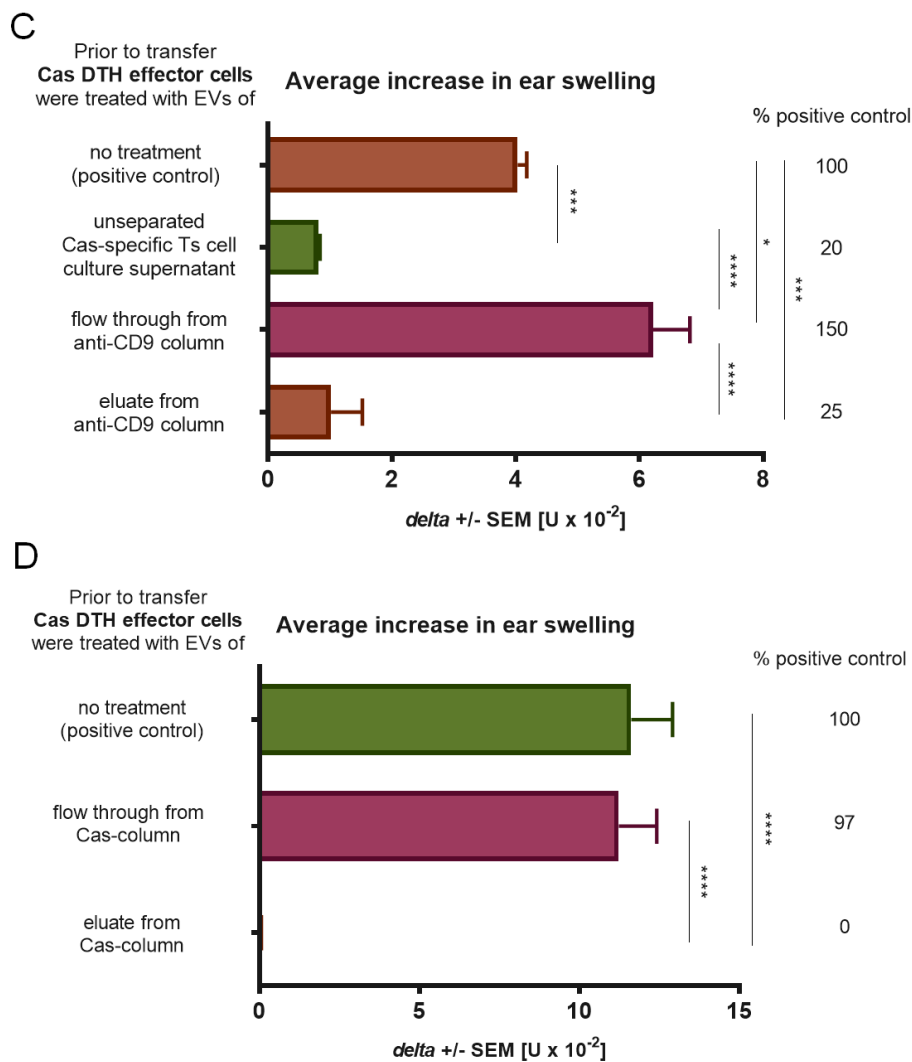 C
Prior to transfer
Cas DTH effector cells
were treated with EVs of
Average increase in ear swelling
% positive control
no treatment
(positive control)
100
***
unseparated
Cas-specific Ts cell
culture supernatant
20
****
*
***
flow through from
anti-CD9 column
150
****
eluate from
anti-CD9 column
25
0 2 4 6 8
delta +/- SEM [U x 10-2]
D
Prior to transfer
Cas DTH effector cells
were treated with EVs of
Average increase in ear swelling
% positive control
no treatment
(positive control)
100
flow through from
Cas-column
97
****
****
eluate from
Cas-column
0
0 5 10 15
delta +/- SEM [U x 10-2]